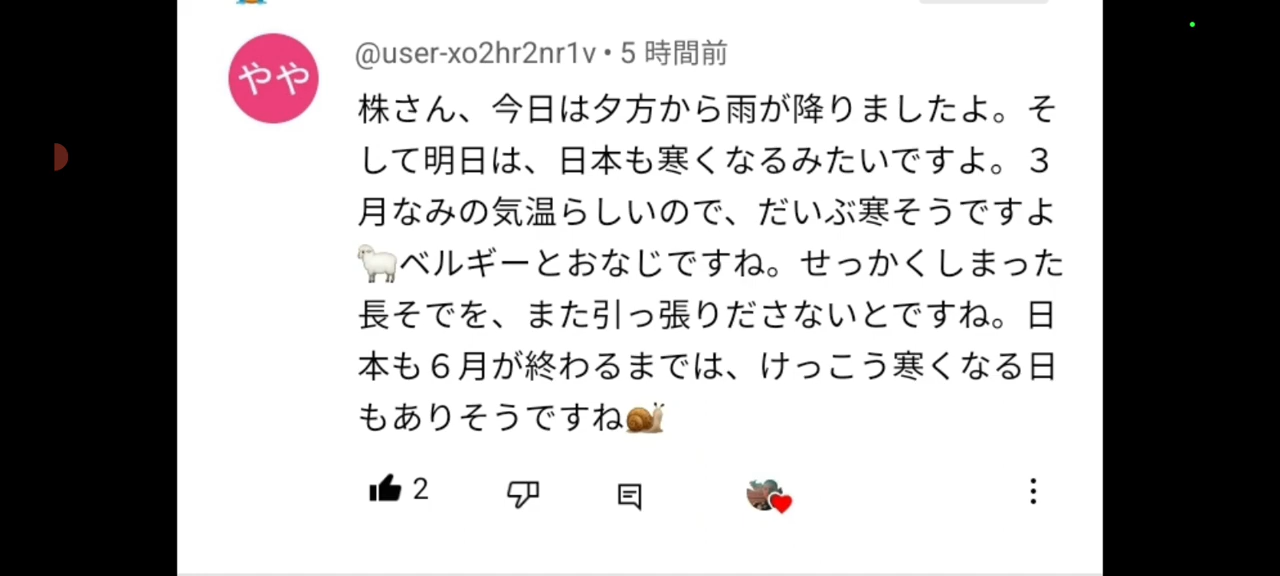 やや
@user-xo2hr2nr1v • 5 時間前
株さん、今日は夕方から雨が降りましたよ。そ
して明日は、日本も寒くなるみたいですよ。３
月なみの気温らしいので、だいぶ寒そうですよ
🐑ベルギーとおなじですね。せっかくしまった
長そでを、また引っ張りださないとですね。日
本も６月が終わるまでは、けっこう寒くなる日
もありそうですね🐌
2